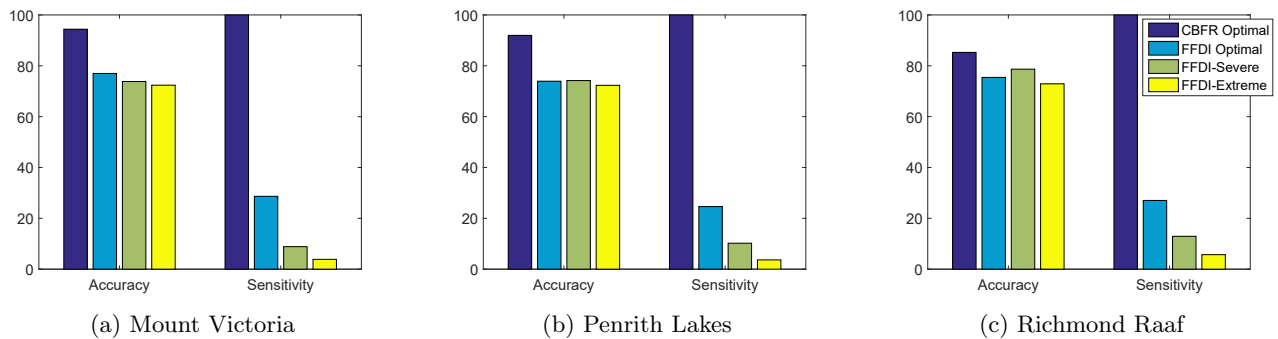 100
80
60
40
20
0
Accuracy
Sensitivity
(a) Mount Victoria
100
80
60
40
20
0
Accuracy
Sensitivity
(b) Penrith Lakes
100
80
60
40
20
0
Accuracy
Sensitivity
CBFR Optimal
FFDI Optimal
FFDI-Severe
FFDI-Extreme
(c) Richmond Raaf